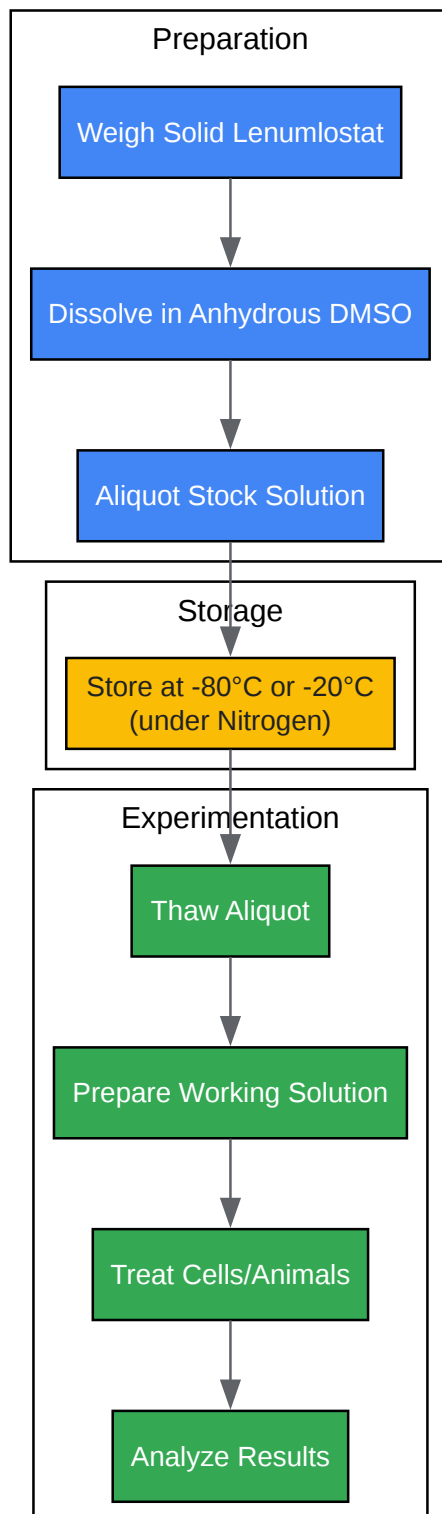 Preparation
Weigh Solid Lenumlostat
Dissolve in Anhydrous DMSO
Aliquot Stock Solution
Storage
Store at -80°C or -20°C
(under Nitrogen)
Experimentation
Thaw Aliquot
Prepare Working Solution
Treat Cells/Animals
Analyze Results